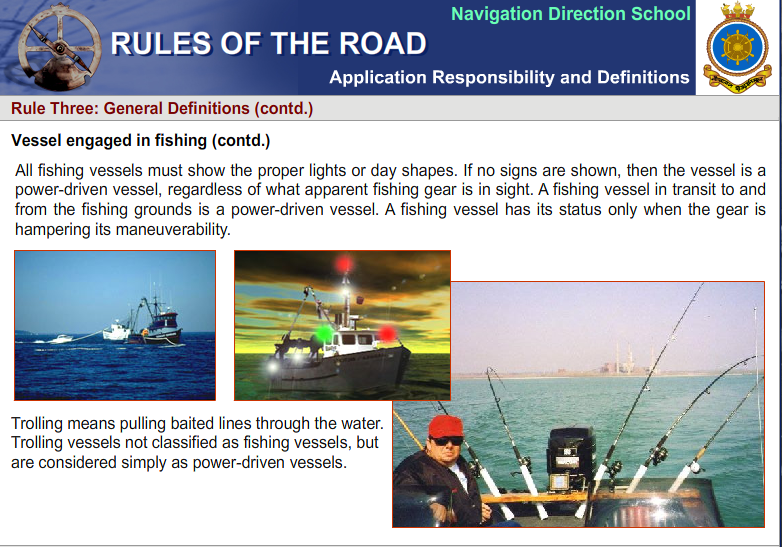 Navigation Direction School
RULES OF THE ROAD
Application Responsibility and Definitions
Rule Three: General Definitions (contd.)
Vessel engaged in fishing (contd.)
All fishing vessels must show the proper lights or day shapes. If no signs are shown, then the vessel is a
power-driven vessel, regardless of what apparent fishing gear is in sight. A fishing vessel in transit to and
from the fishing grounds is a power-driven vessel. A fishing vessel has its status only when the gear is
hampering its maneuverability.
Trolling means pulling baited lines through the water.
Trolling vessels not classified as fishing vessels, but
are considered simply as power-driven vessels.